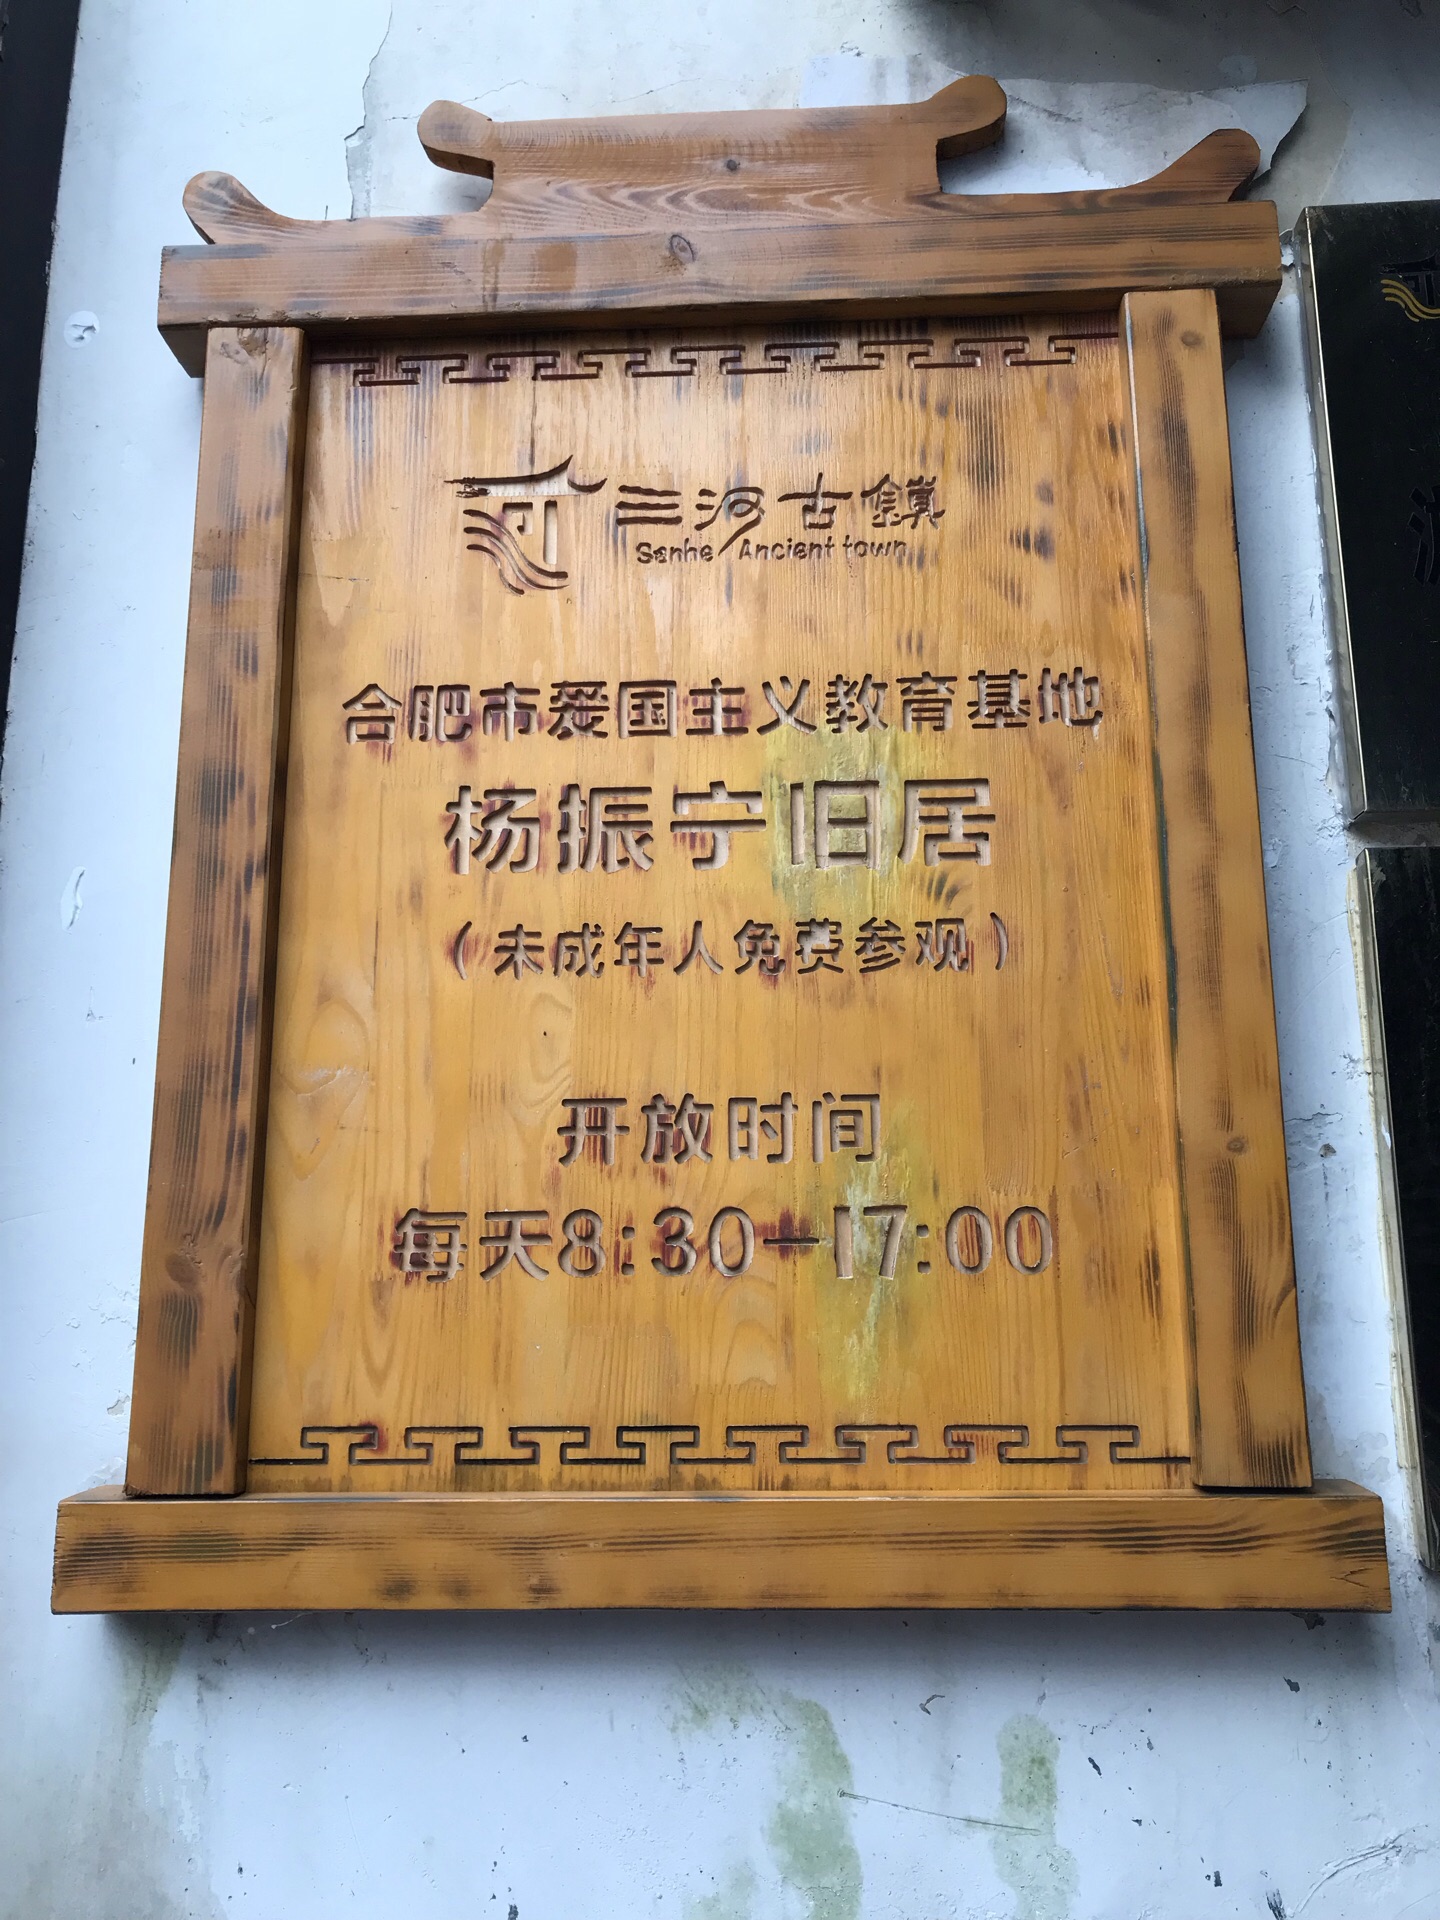 三河古鎮
Sanhe Ancient town
合肥市爱国主义教育基地
杨振宁旧居
（未成年人免费参观）
开放时间
每天8:30—17:00